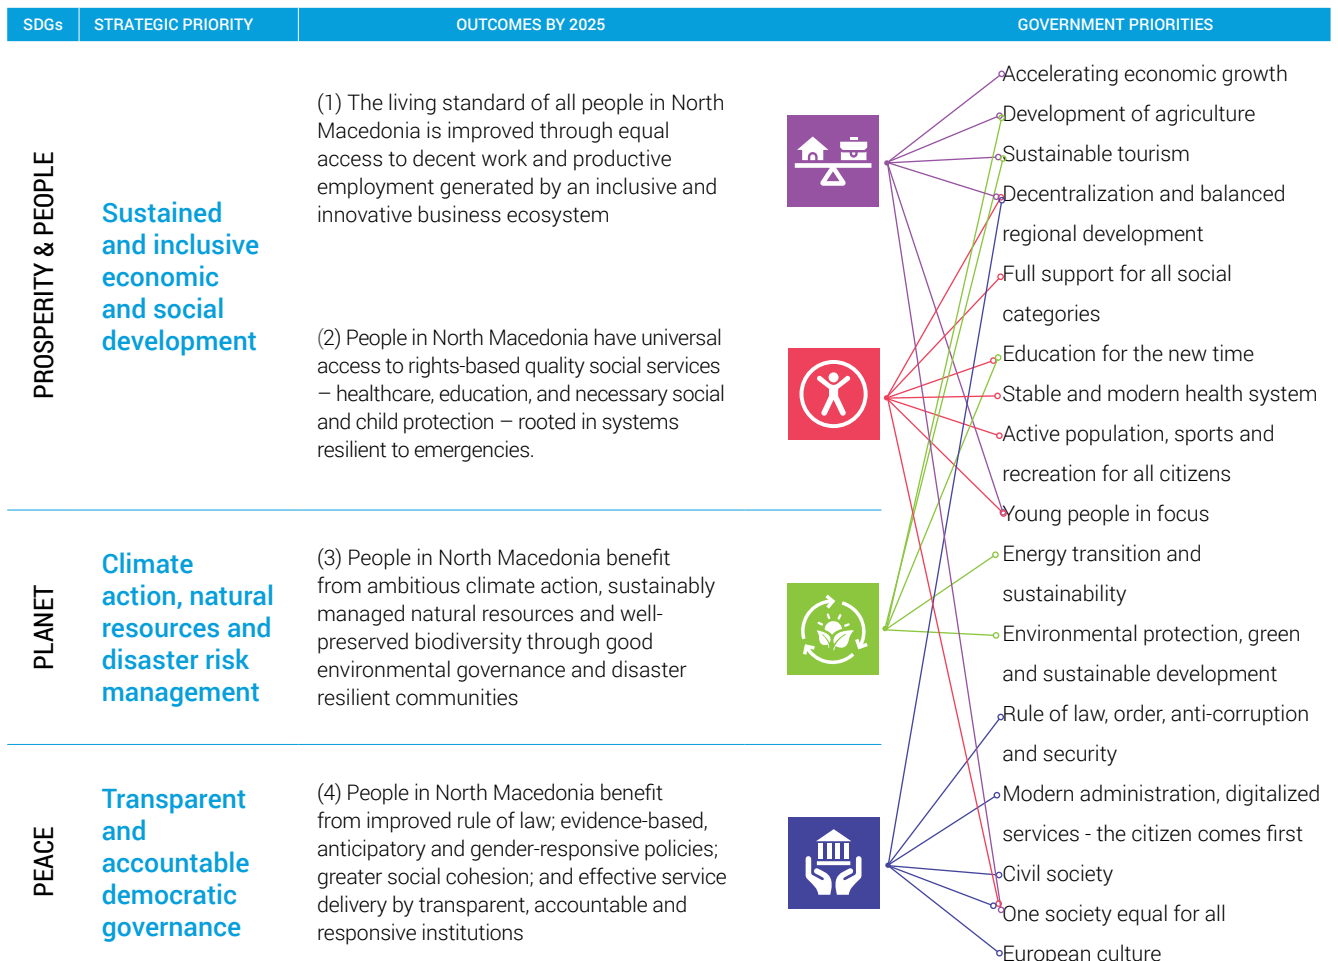 SDGs STRATEGIC PRIORITY OUTCOMES BY 2025 GOVERNMENT PRIORITIES
PROSPERITY & PEOPLE
Sustained
and inclusive
economic
and social
development
(1) The living standard of all people in North
Macedonia is improved through equal
access to decent work and productive
employment generated by an inclusive and
innovative business ecosystem
(2) People in North Macedonia have universal
access to rights-based quality social services
– healthcare, education, and necessary social
and child protection – rooted in systems
resilient to emergencies.
PLANET
Climate
action, natural
resources and
disaster risk
management
(3) People in North Macedonia benefit
from ambitious climate action, sustainably
managed natural resources and well-
preserved biodiversity through good
environmental governance and disaster
resilient communities
PEACE
Transparent
and
accountable
democratic
governance
(4) People in North Macedonia benefit
from improved rule of law; evidence-based,
anticipatory and gender-responsive policies;
greater social cohesion; and effective service
delivery by transparent, accountable and
responsive institutions
Accelerating economic growth
Development of agriculture
Sustainable tourism
Decentralization and balanced
regional development
Full support for all social
categories
Education for the new time
Stable and modern health system
Active population, sports and
recreation for all citizens
Young people in focus
Energy transition and
sustainability
Environmental protection, green
and sustainable development
Rule of law, order, anti-corruption
and security
Modern administration, digitalized
services - the citizen comes first
Civil society
One society equal for all
European culture